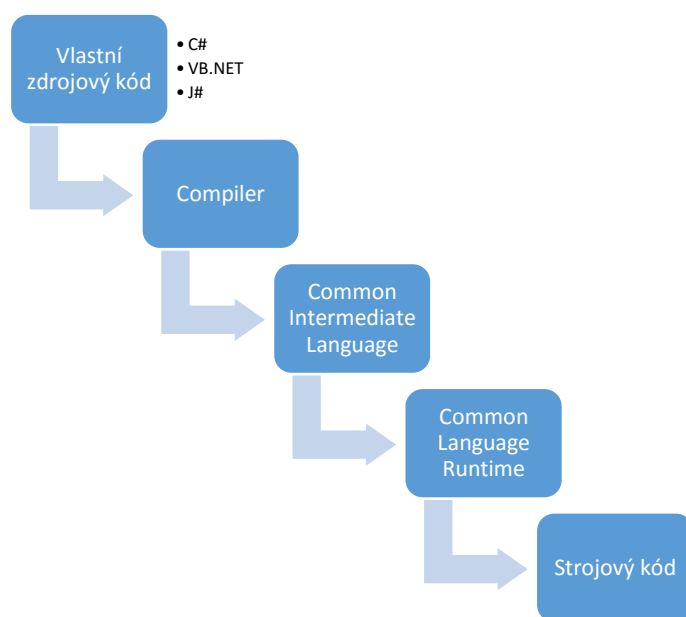 Vlastní
zdrojový kód
• C#
• VB.NET
• J#
Compiler
Common
Intermediate
Language
Common
Language
Runtime
Strojový kód